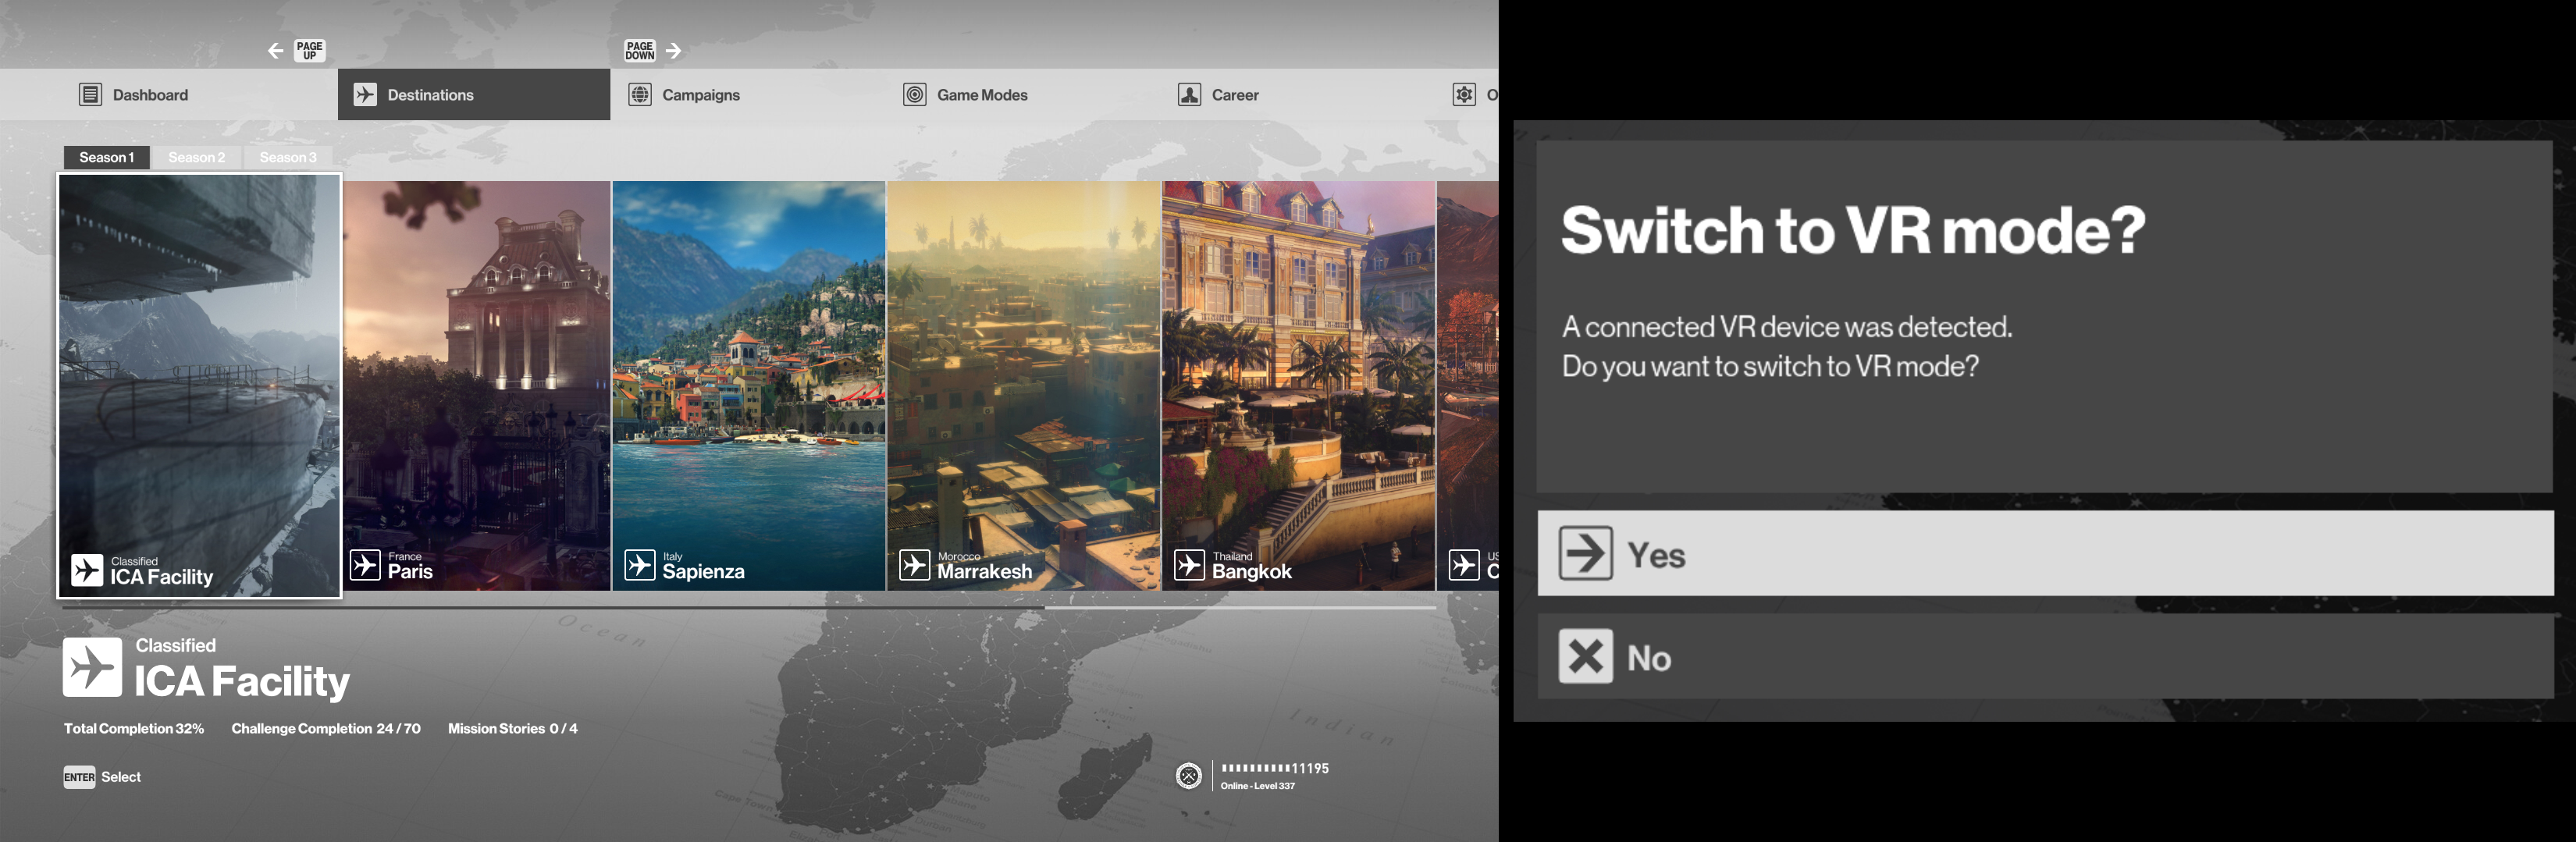 PAGE UP
PAGE DOWN
Dashboard
Destinations
Campaigns
Game Modes
Career
O
Season 1
Season 2
Season 3
Classified
ICA Facility
France
Paris
Italy
Sapienza
Morocco
Marrakesh
Thailand
Bangkok
US
C
Ocean
Indian
Cape Town
Classified
ICA Facility
Total Completion 32%
Challenge Completion 24 / 70
Mission Stories 0 / 4
ENTER Select
11195
Online - Level 337
Switch to VR mode?
A connected VR device was detected.
Do you want to switch to VR mode?
Yes
No